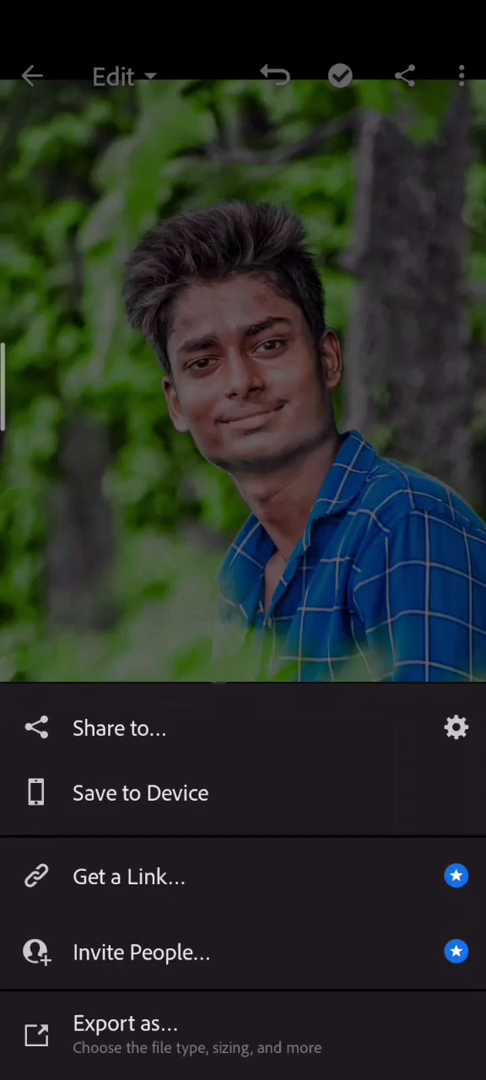 Edit
Share to...
Save to Device
Get a Link...
Invite People...
Export as...
Choose the file type, sizing, and more